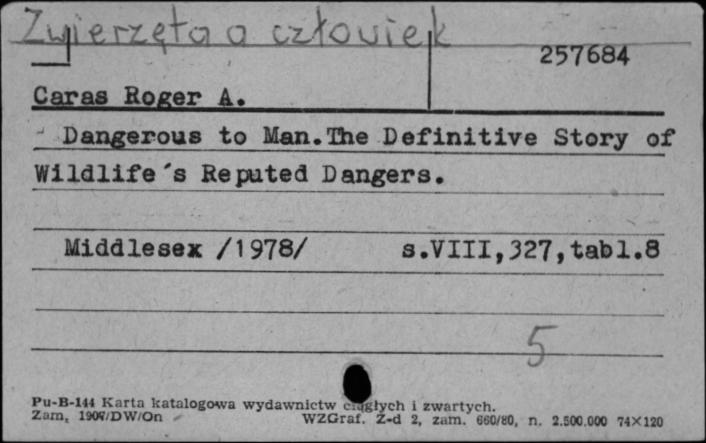 Zwierzęta a człowiek
257684
Caras Roger A.
- Dangerous to Man.The Definitive Story of
Wildlife's Reputed Dangers.
Middlesex /1978/ s.VIII,327,tabl.8
5
Pu-B-144 Karta katalogowa wydawnictw ciągłych i zwartych.
Zam, 1907/DW/On WZGraf. Z-d 2, zam. 660/80, n. 2.500.000 74×120